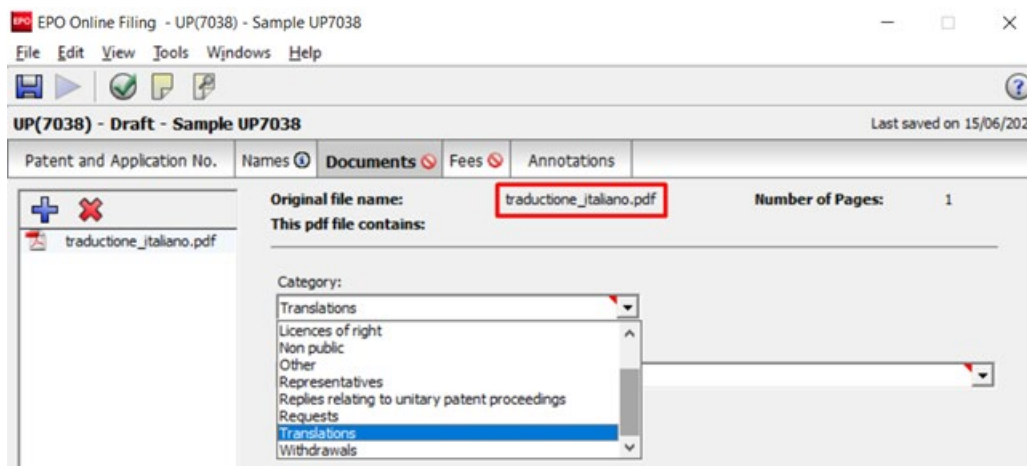 EPO EPO Online Filing - UP(7038) - Sample UP7038
File Edit View Tools Windows Help
?
UP(7038) - Draft - Sample UP7038 Last saved on 15/06/202
Patent and Application No. Names Documents Fees Annotations
Original file name: traductione_italiano.pdf Number of Pages: 1
This pdf file contains:
traductione_italiano.pdf
Category:
Translations
Licences of right
Non public
Other
Representatives
Replies relating to unitary patent proceedings
Requests
Translations
Withdrawals